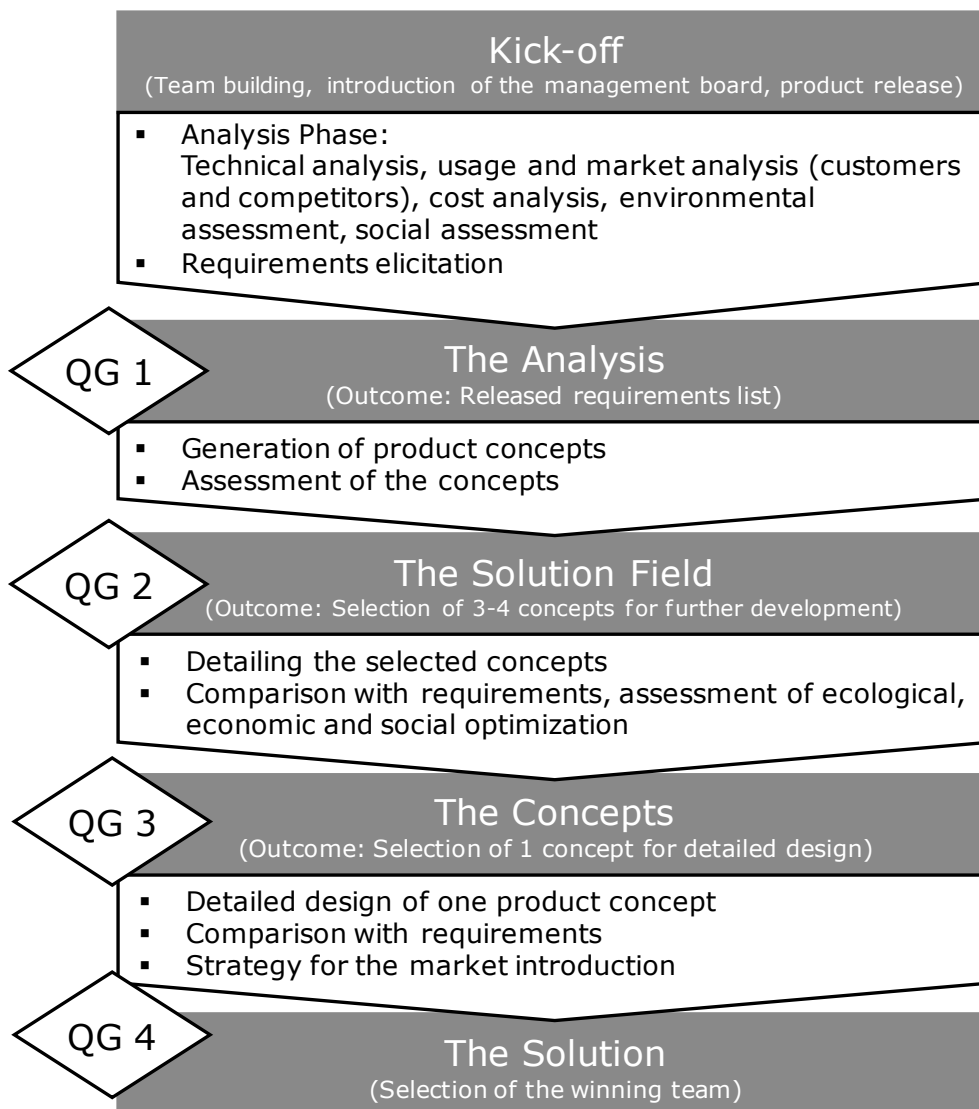 Kick-off
(Team building, introduction of the management board, product release)
▪ Analysis Phase:
Technical analysis, usage and market analysis (customers
and competitors), cost analysis, environmental
assessment, social assessment
▪ Requirements elicitation
QG 1
The Analysis
(Outcome: Released requirements list)
▪ Generation of product concepts
▪ Assessment of the concepts
QG 2
The Solution Field
(Outcome: Selection of 3-4 concepts for further development)
▪ Detailing the selected concepts
▪ Comparison with requirements, assessment of ecological,
economic and social optimization
QG 3
The Concepts
(Outcome: Selection of 1 concept for detailed design)
▪ Detailed design of one product concept
▪ Comparison with requirements
▪ Strategy for the market introduction
QG 4
The Solution
(Selection of the winning team)